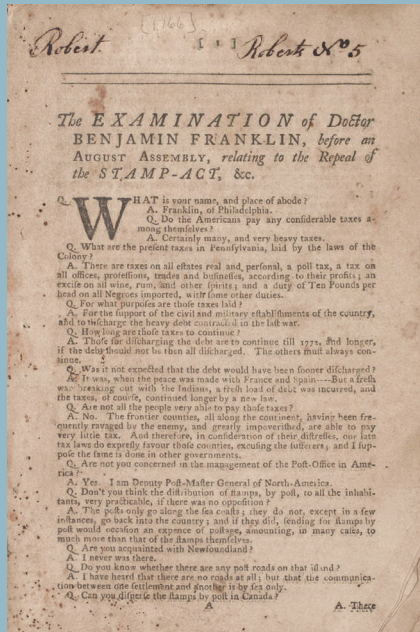 [1766]
Robert. [ 1 ] Roberts No 5
The EXAMINATION of Doctor
BENJAMIN FRANKLIN, before an
AUGUST ASSEMBLY, relating to the Repeal of
the STAMP-ACT, &c.
Q. WHAT is your name, and place of abode?
A. Franklin, of Philadelphia.
Q. Do the Americans pay any considerable taxes a-
mong themselves?
A. Certainly many, and very heavy taxes.
Q. What are the present taxes in Pennsylvania, laid by the laws of the
Colony?
A. There are taxes on all estates real and personal, a poll tax, a tax on
all offices, professions, trades and businesses, according to their profits; an
excise on all wine, rum, and other spirits; and a duty of Ten Pounds per
head on all Negroes imported, with some other duties.
Q. For what purposes are those taxes laid?
A. For the support of the civil and military establishments of the country,
and to discharge the heavy debt contracted in the last war.
Q. How long are those taxes to continue?
A. Those for discharging the debt are to continue till 1772, and longer,
if the debt should not be then all discharged. The others must always con-
tinue.
Q. Was it not expected that the debt would have been sooner discharged?
A. It was, when the peace was made with France and Spain----But a fresh
war breaking out with the Indians, a fresh load of debt was incurred, and
the taxes, of course, continued longer by a new law.
Q. Are not all the people very able to pay those taxes?
A. No. The frontier counties, all along the continent, having been fre-
quently ravaged by the enemy, and greatly impoverished, are able to pay
very little tax. And therefore, in consideration of their distresses, our late
tax laws do expressly favour those counties, excusing the sufferers; and I sup-
pose the same is done in other governments.
Q. Are not you concerned in the management of the Post-Office in Ame-
rica?
A. Yes. I am Deputy Post-Master General of North-America.
Q. Don't you think the distribution of stamps, by post, to all the inhabi-
tants, very practicable, if there was no opposition?
A. The posts only go along the sea coasts; they do not, except in a few
instances, go back into the country; and if they did, sending for stamps by
post would occasion an expence of postage, amounting, in many cases, to
much more than that of the stamps themselves.
Q. Are you acquainted with Newfoundland?
A. I never was there.
Q. Do you know whether there are any post roads on that island?
A. I have heard that there are no roads at all; but that the communica-
tion between one settlement and another is by sea only.
Q. Can you disperse the stamps by post in Canada?
A A. There